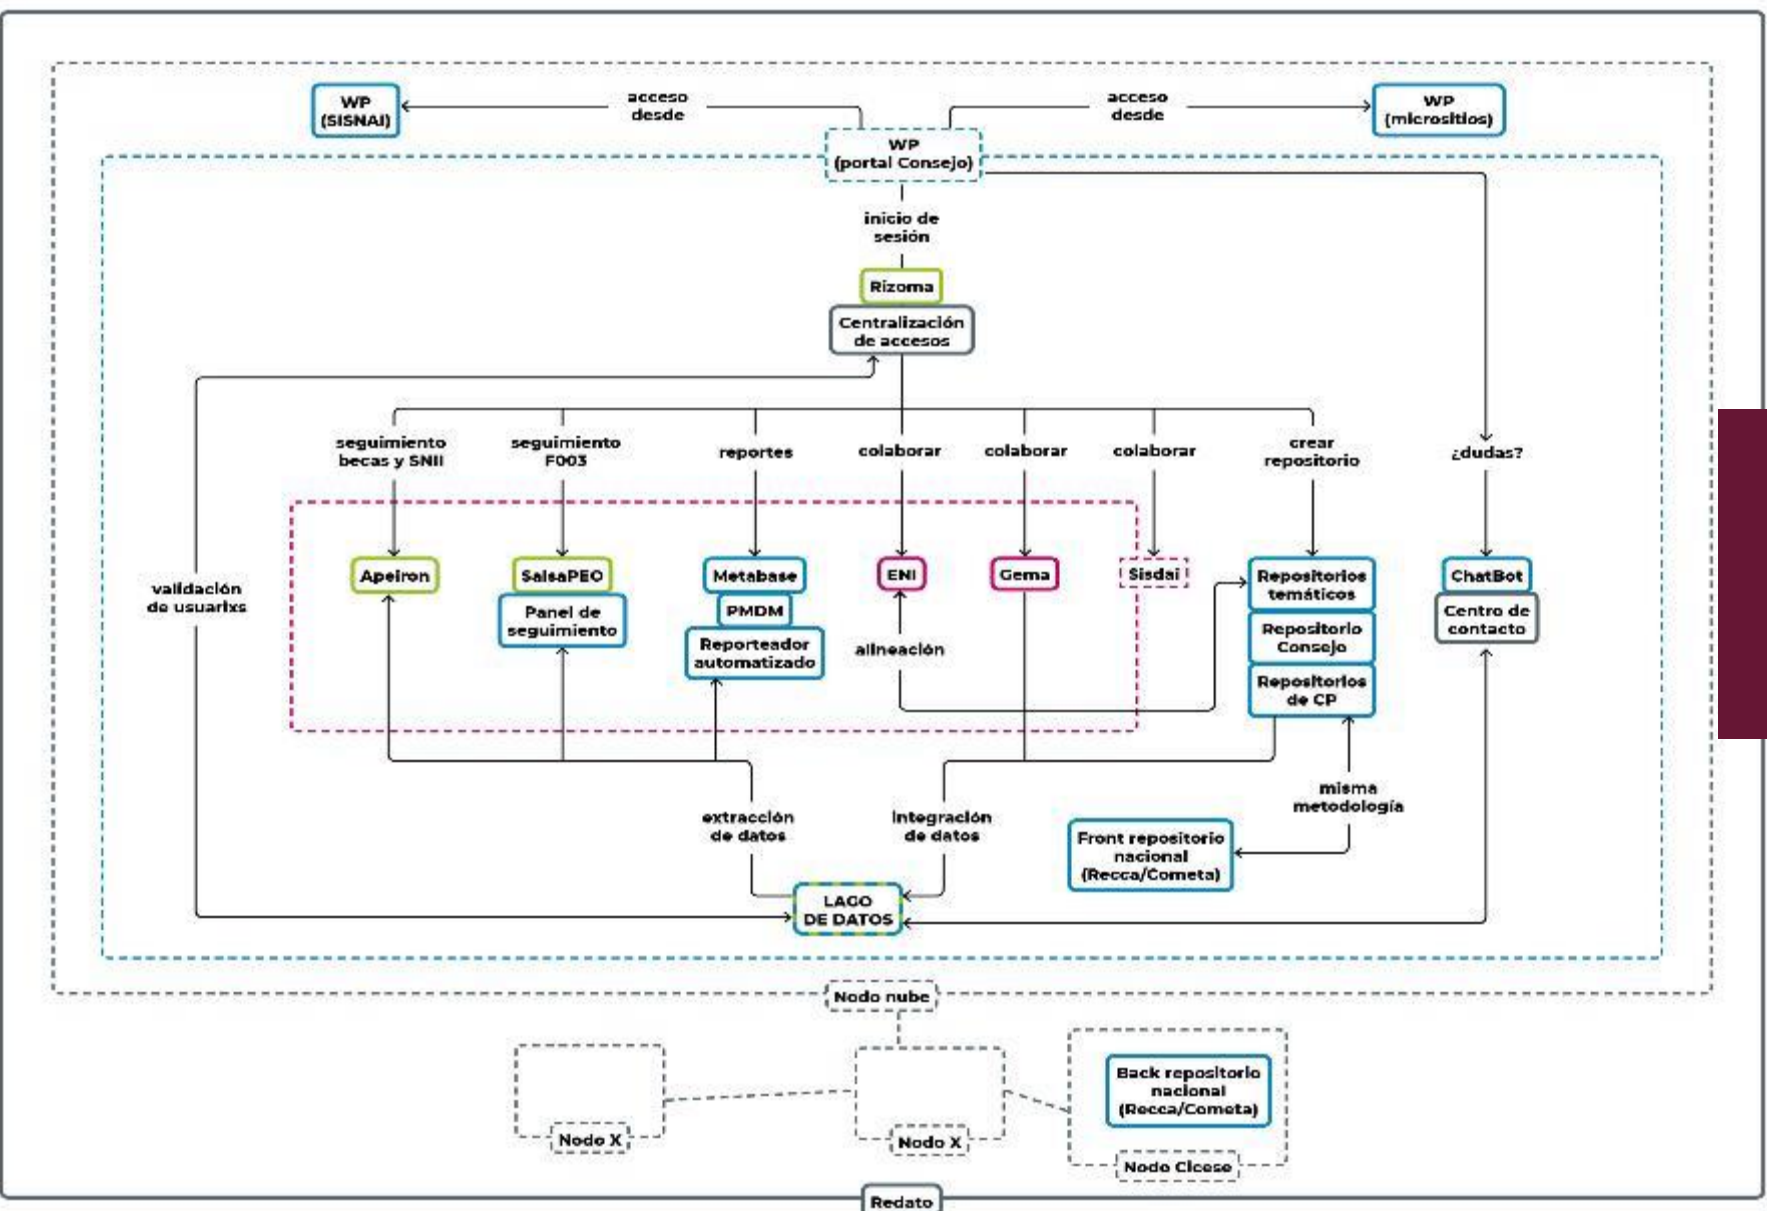 WP
(SISNAI)
acceso
desde
acceso
desde
WP
(micrositios)
WP
(portal Consejo)
inicio de
sesión
Rizoma
Centralización
de accesos
seguimiento
becas y SNII
seguimiento
F003
reportes
colaborar
colaborar
colaborar
crear
repositorio
¿dudas?
validación
de usuarixs
Apeiron
SalsaPEO
Panel de
seguimiento
Metabase
PMDM
Reporteador
automatizado
ENI
Gema
Sisdai
Repositorios
temáticos
Repositorio
Consejo
Repositorios
de CP
ChatBot
Centro de
contacto
alineación
extracción
de datos
integración
de datos
misma
metodología
Front repositorio
nacional
(Recca/Cometa)
LAGO
DE DATOS
Nodo nube
Nodo X
Nodo X
Back repositorio
nacional
(Recca/Cometa)
Nodo Cicese
Redato